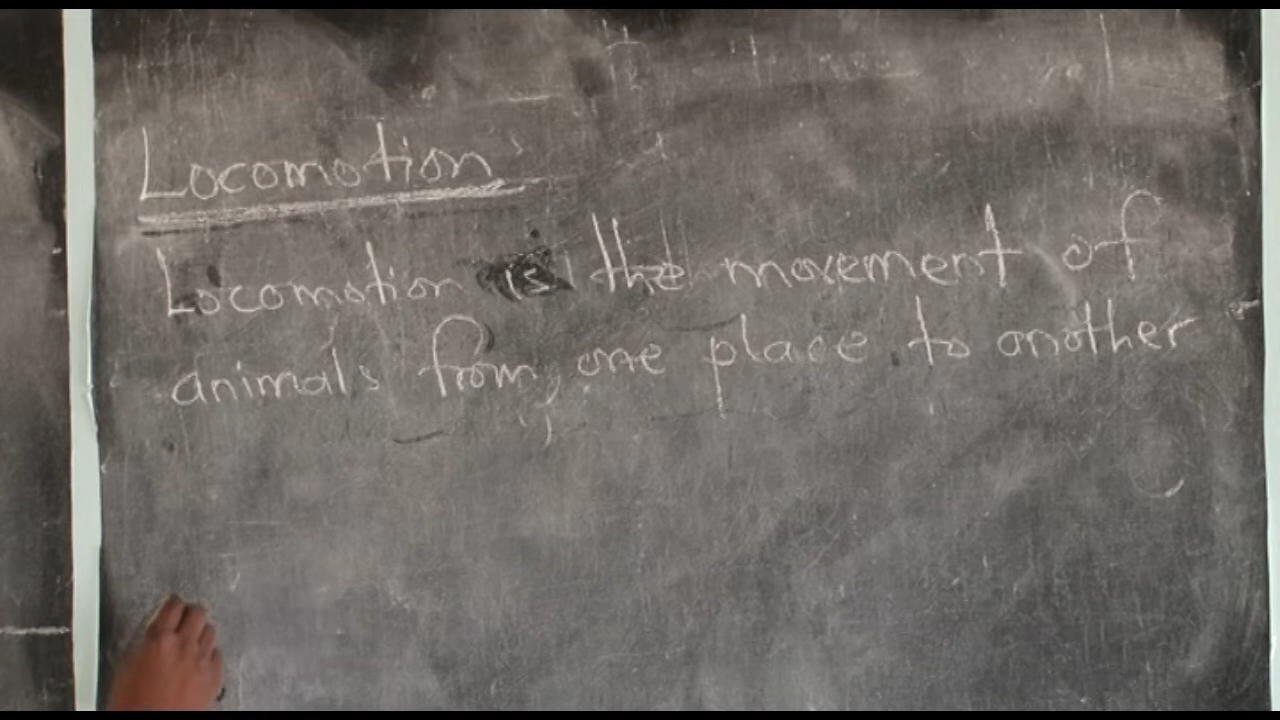 Locomotion
Locomotion is the movement of
animals from one place to another